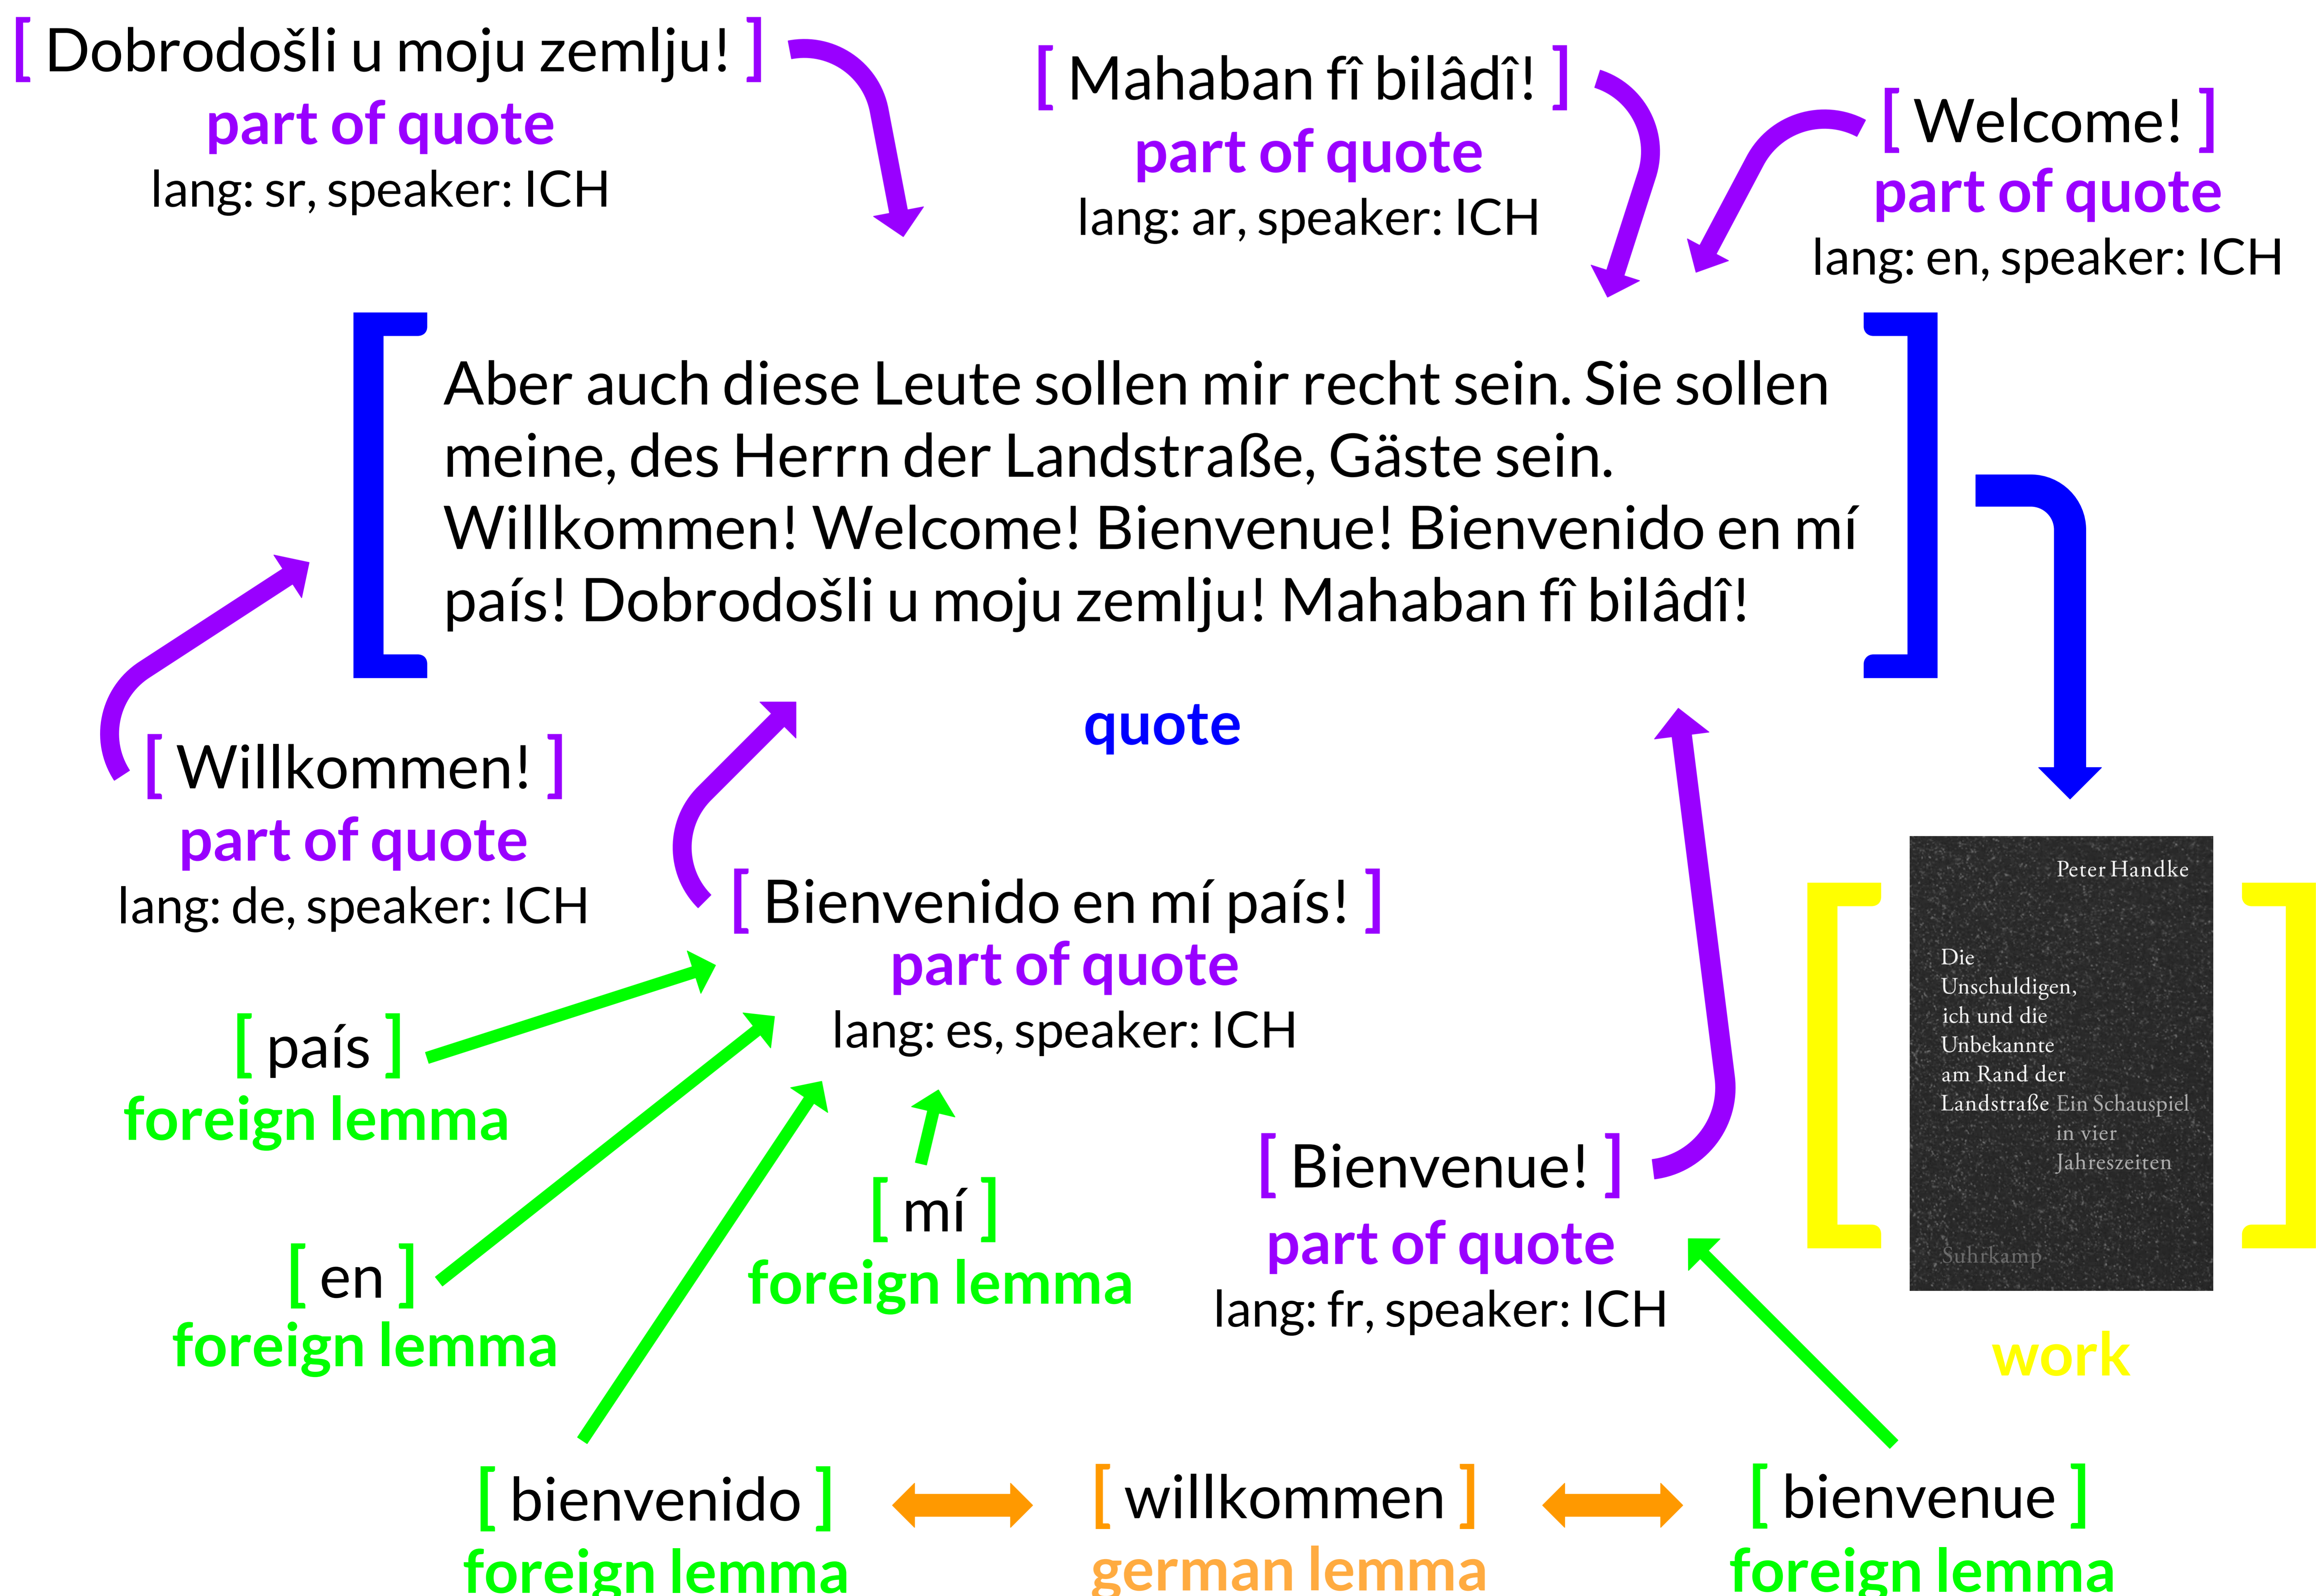 [ Dobrodošli u moju zemlju! ]
part of quote
lang: sr, speaker: ICH
[ Mahaban fî bilâdî! ]
part of quote
lang: ar, speaker: ICH
[ Welcome! ]
part of quote
lang: en, speaker: ICH
Aber auch diese Leute sollen mir recht sein. Sie sollen
meine, des Herrn der Landstraße, Gäste sein.
Willkommen! Welcome! Bienvenue! Bienvenido en mí
país! Dobrodošli u moju zemlju! Mahaban fî bilâdî!
quote
[ Willkommen! ]
part of quote
lang: de, speaker: ICH
[ Bienvenido en mí país! ]
part of quote
lang: es, speaker: ICH
[ país ]
foreign lemma
[ en ]
foreign lemma
[ mí ]
foreign lemma
[ Bienvenue! ]
part of quote
lang: fr, speaker: ICH
Peter Handke
Die
Unschuldigen,
ich und die
Unbekannte
am Rand der
Landstraße Ein Schauspiel
in vier
Jahreszeiten
Suhrkamp
work
[ bienvenido ]
foreign lemma
[ willkommen ]
german lemma
[ bienvenue ]
foreign lemma